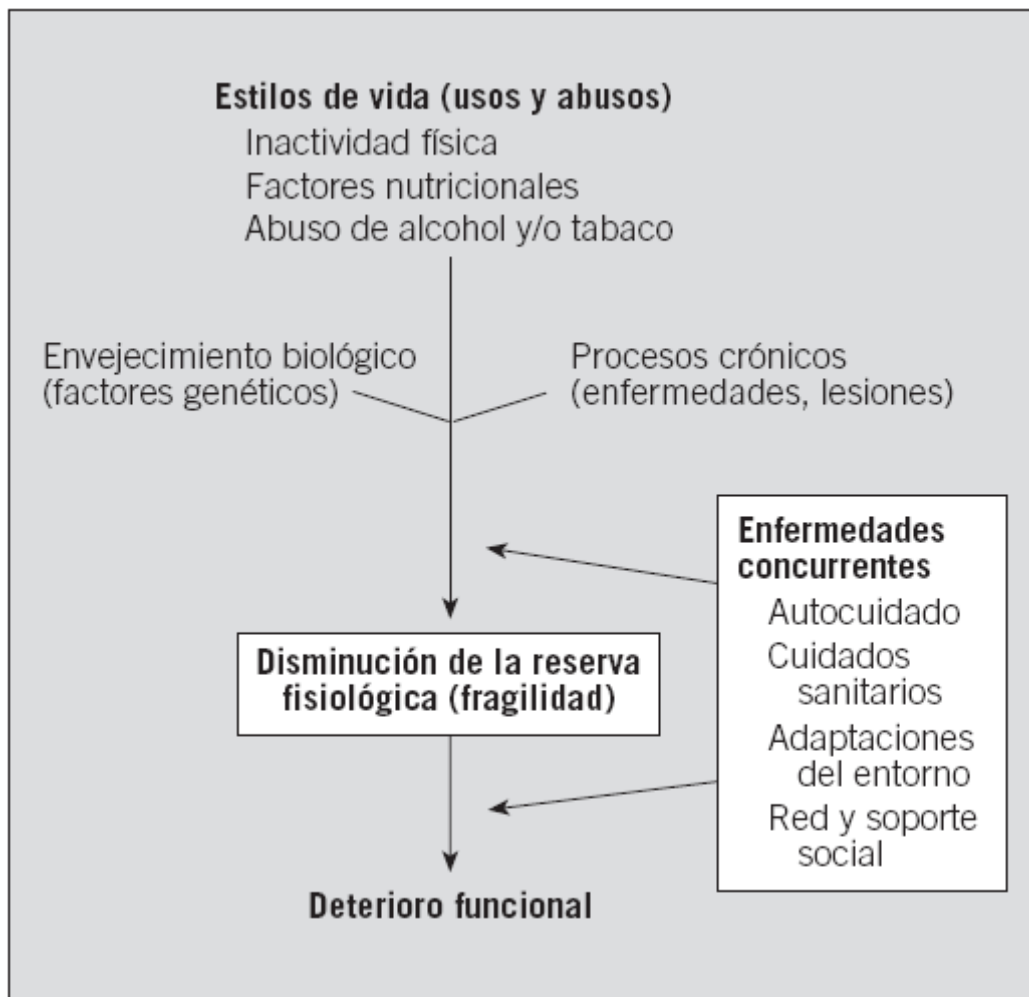 Estilos de vida (usos y abusos)
Inactividad física
Factores nutricionales
Abuso de alcohol y/o tabaco
Envejecimiento biológico
(factores genéticos)
Procesos crónicos
(enfermedades, lesiones)
Enfermedades
concurrentes
Autocuidado
Cuidados
sanitarios
Adaptaciones
del entorno
Red y soporte
social
Disminución de la reserva
fisiológica (fragilidad)
Deterioro funcional